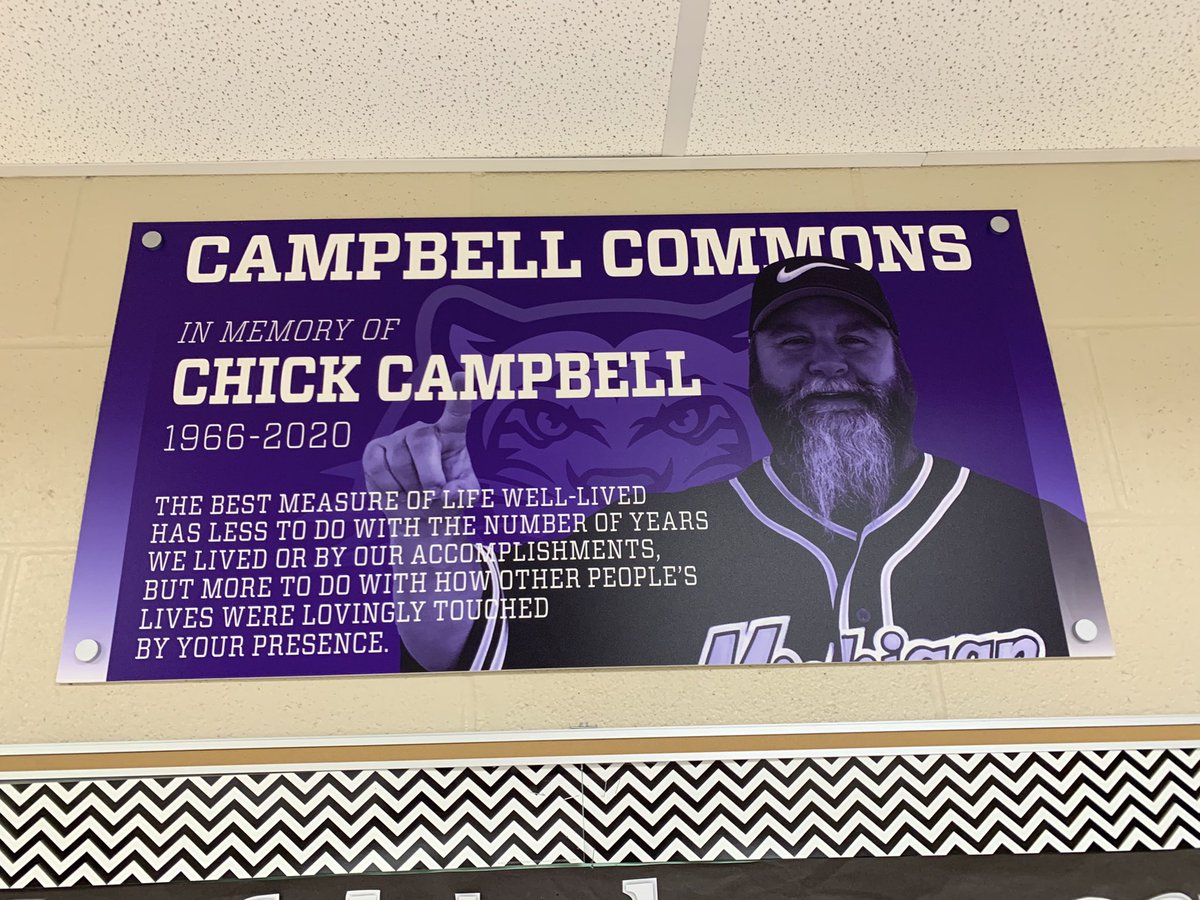 CAMPBELL COMMONS
IN MEMORY OF
CHICK CAMPBELL
1966-2020
THE BEST MEASURE OF LIFE WELL-LIVED
HAS LESS TO DO WITH THE NUMBER OF YEARS
WE LIVED OR BY OUR ACCOMPLISHMENTS,
BUT MORE TO DO WITH HOW OTHER PEOPLE'S
LIVES WERE LOVINGLY TOUCHED
BY YOUR PRESENCE.